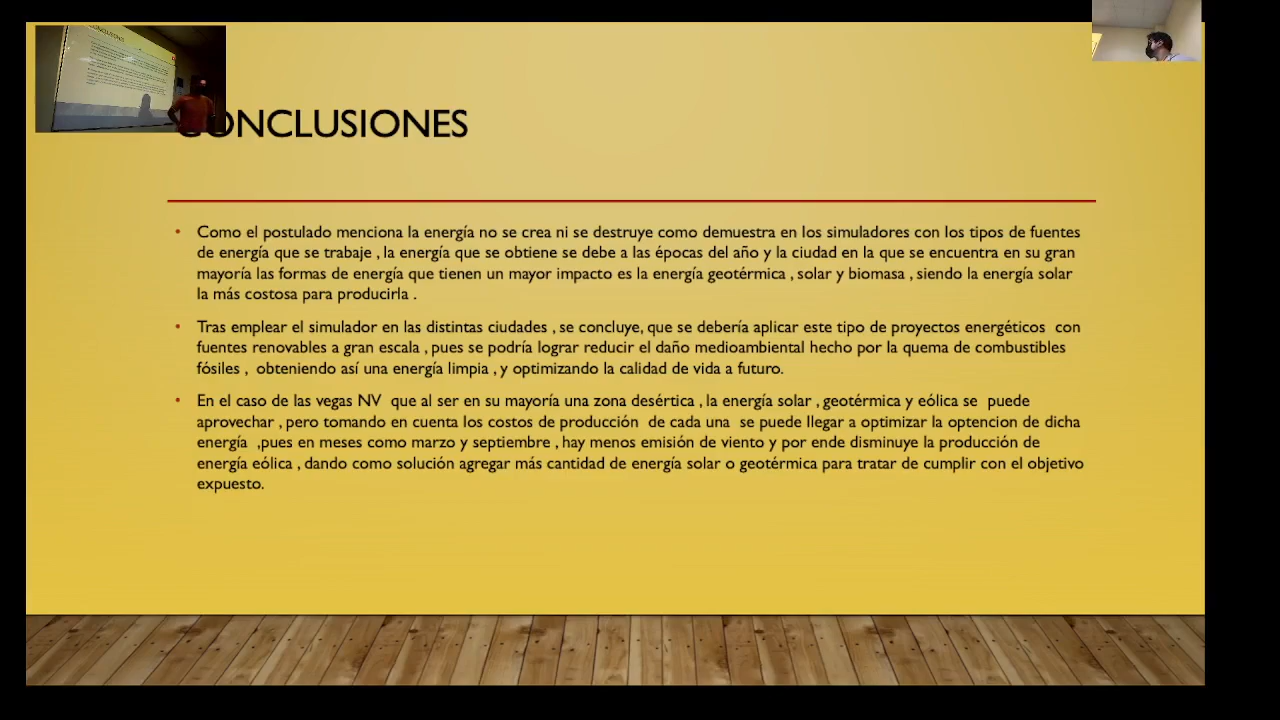 CONCLUSIONES
• Como el postulado menciona la energía no se crea ni se destruye como demuestra en los simuladores con los tipos de fuentes
de energía que se trabaje , la energía que se obtiene se debe a las épocas del año y la ciudad en la que se encuentra en su gran
mayoría las formas de energía que tienen un mayor impacto es la energía geotérmica , solar y biomasa , siendo la energía solar
la más costosa para producirla .
• Tras emplear el simulador en las distintas ciudades , se concluye, que se debería aplicar este tipo de proyectos energéticos con
fuentes renovables a gran escala , pues se podría lograr reducir el daño medioambiental hecho por la quema de combustibles
fósiles , obteniendo así una energía limpia , y optimizando la calidad de vida a futuro.
• En el caso de las vegas NV que al ser en su mayoría una zona desértica , la energía solar , geotérmica y eólica se puede
aprovechar , pero tomando en cuenta los costos de producción de cada una se puede llegar a optimizar la optencion de dicha
energía ,pues en meses como marzo y septiembre , hay menos emisión de viento y por ende disminuye la producción de
energía eólica , dando como solución agregar más cantidad de energía solar o geotérmica para tratar de cumplir con el objetivo
expuesto.